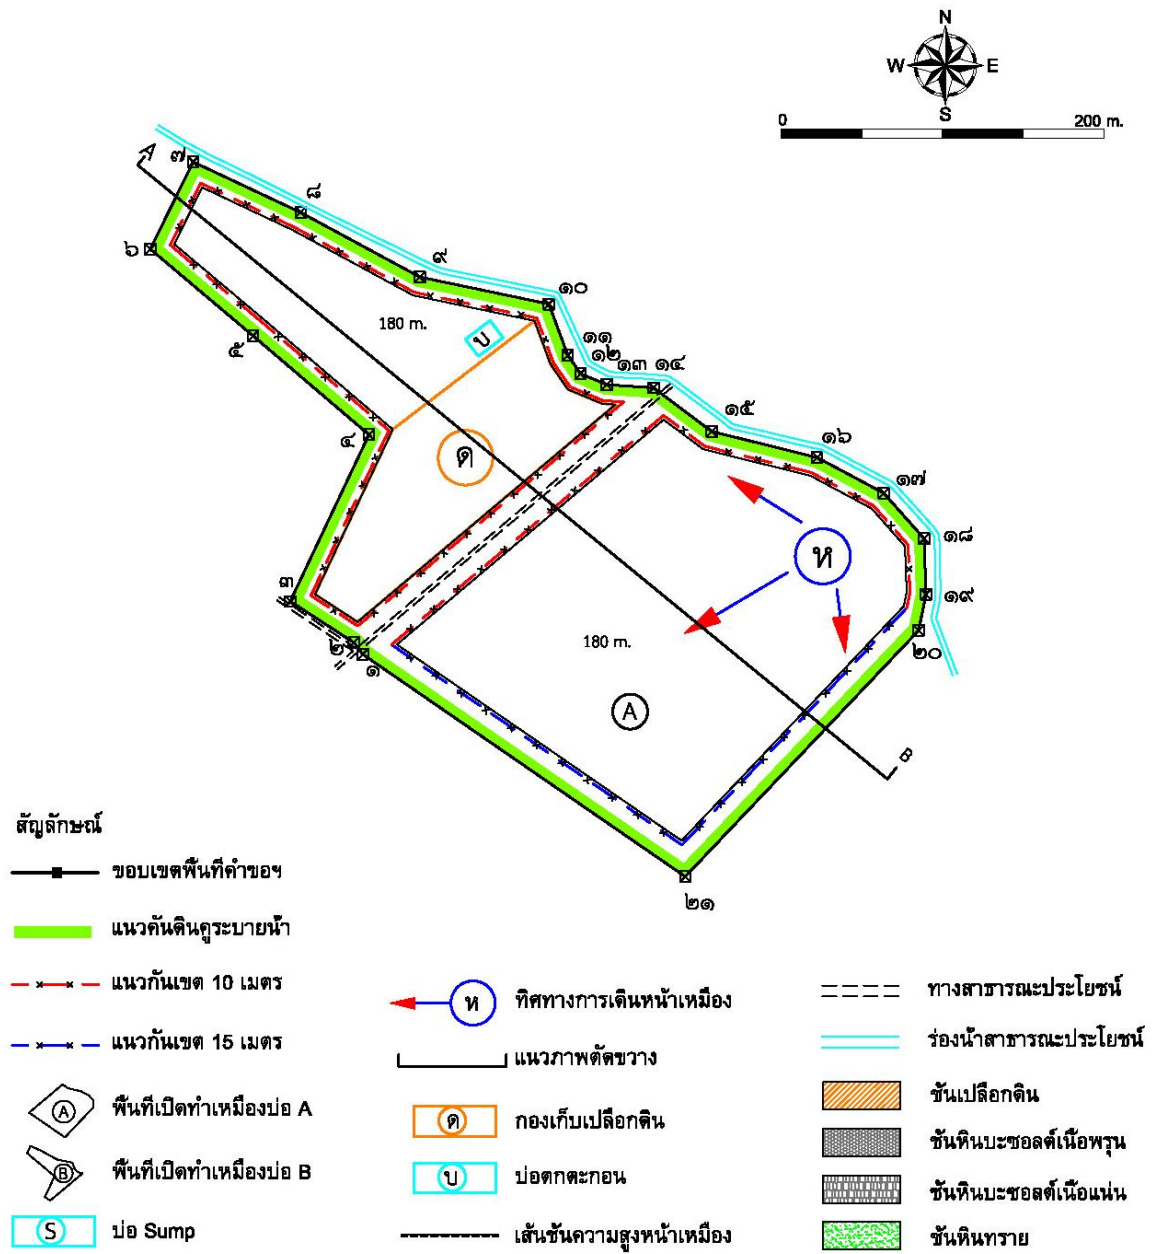 N
W E
S
0 200 m.
A
๗
๘
๖
๙
๑๐
180 m.
บ
๕
๑๑
๑๒
๑๓ ๑๔
๑๕
๔
ด
๑๖
๑๗
๑๘
ห
๓
๑๙
๒
๑
180 m.
๒๐
A
B
๒๑
สัญลักษณ์
ขอบเขตพื้นที่คำขอฯ
แนวคันดินคูระบายน้ำ
แนวกันเขต 10 เมตร
แนวกันเขต 15 เมตร
A พื้นที่เปิดทำเหมืองบ่อ A
B พื้นที่เปิดทำเหมืองบ่อ B
S บ่อ Sump
ห ทิศทางการเดินหน้าเหมือง
แนวภาพตัดขวาง
ด กองเก็บเปลือกดิน
บ บ่อตกตะกอน
เส้นชั้นความสูงหน้าเหมือง
ทางสาธารณะประโยชน์
ร่องน้ำสาธารณะประโยชน์
ชั้นเปลือกดิน
ชั้นหินบะซอลต์เนื้อพรุน
ชั้นหินบะซอลต์เนื้อแน่น
ชั้นหินทราย